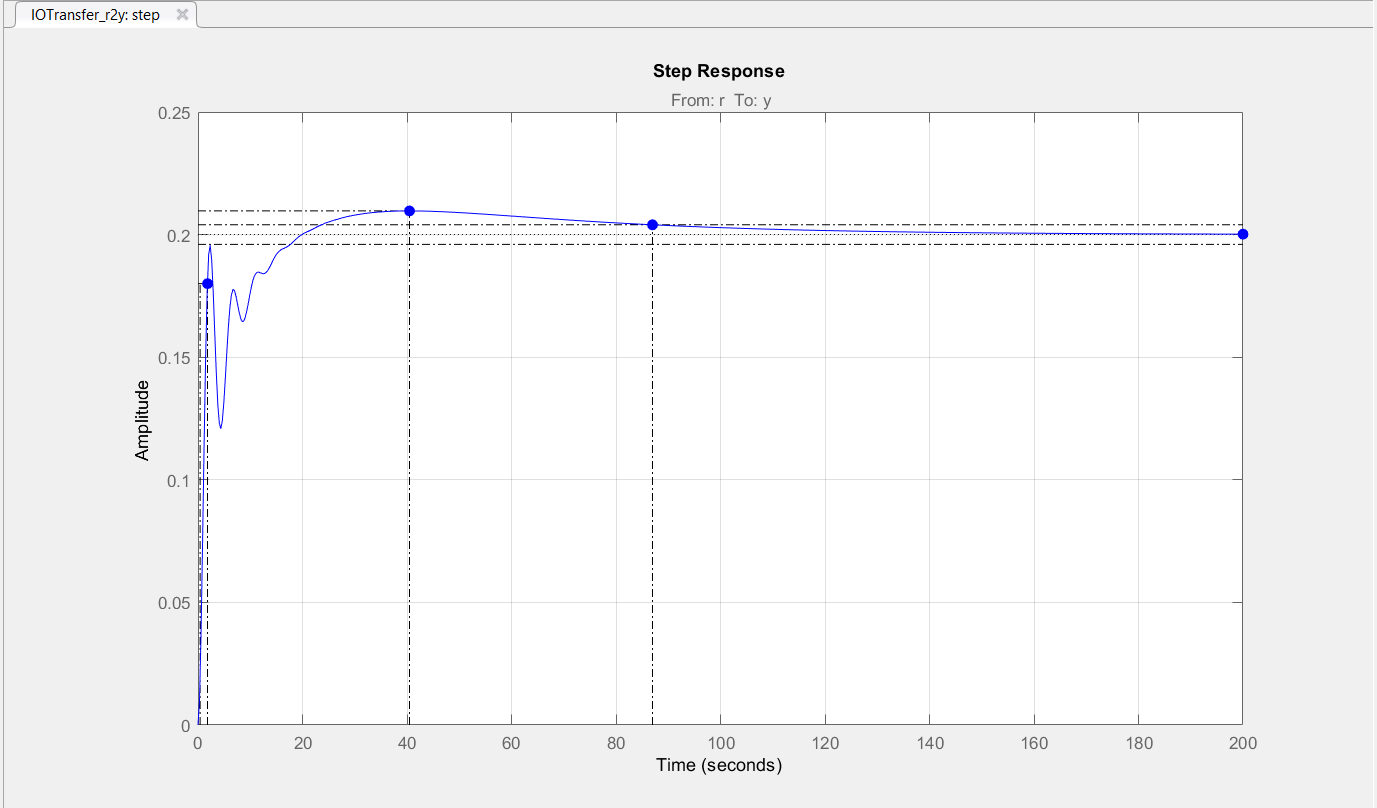 IOTransfer_r2y: step
Step Response
From: r  To: y
0.25
0.2
0.15
0.1
0.05
0
Amplitude
0 20 40 60 80 100 120 140 160 180 200
Time (seconds)